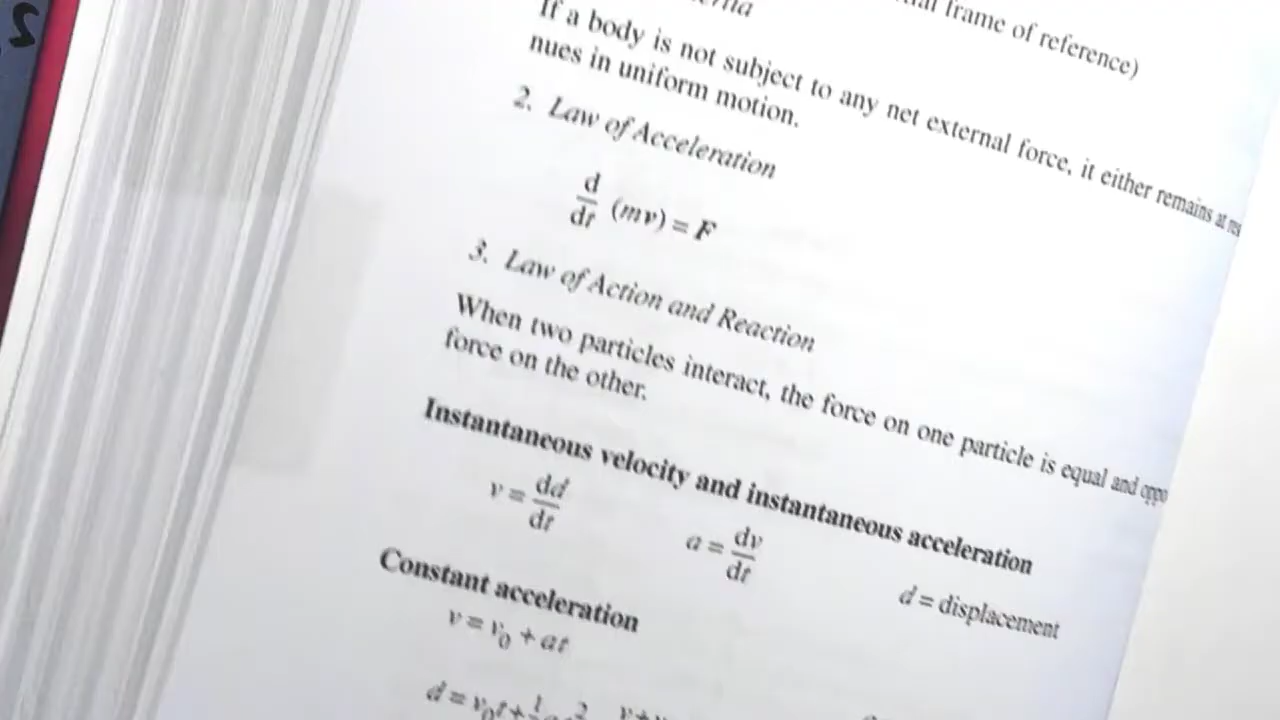 frame of reference)
If a body is not subject to any net external force, it either remains at
nues in uniform motion.
2. Law of Acceleration
d/dt (mv) = F
3. Law of Action and Reaction
When two particles interact, the force on one particle is equal and oppo
force on the other.
Instantaneous velocity and instantaneous acceleration
v = dd/dt a = dv/dt d = displacement
Constant acceleration
v = v₀ + at
d = v₀t +